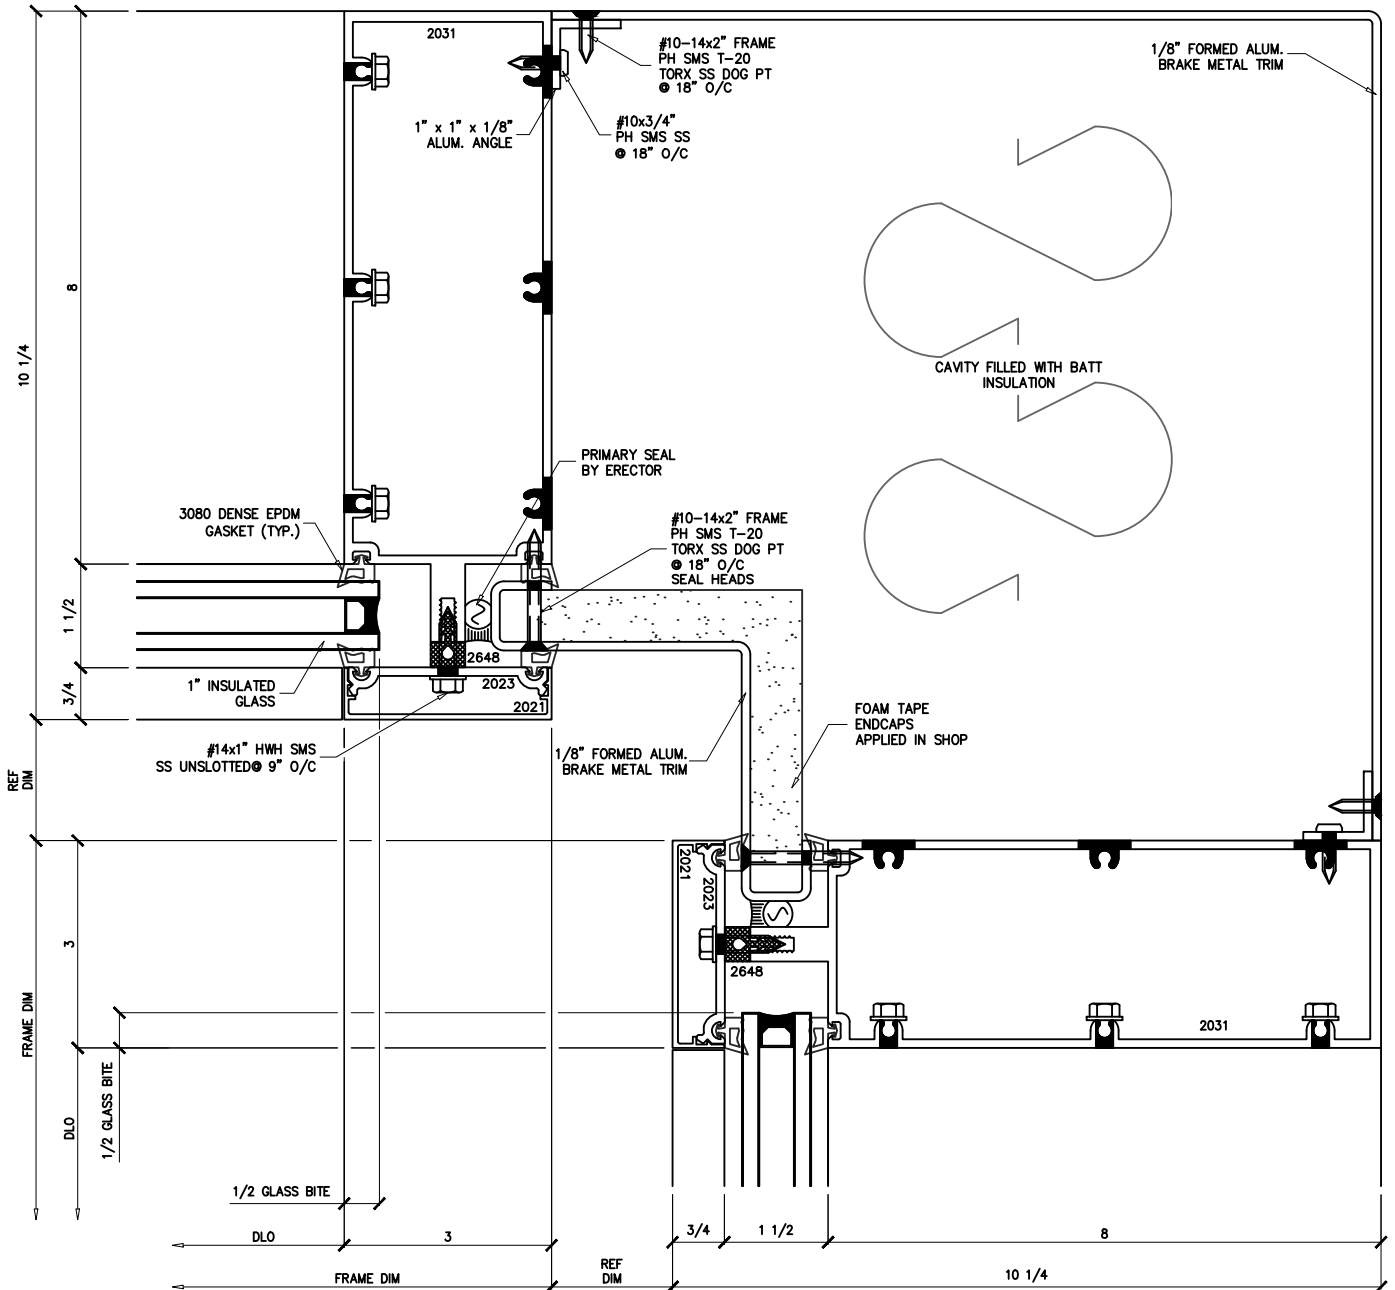 2031
#10-14x2" FRAME
PH SMS T-20
TORX SS DOG PT
@ 18" O/C
1/8" FORMED ALUM.
BRAKE METAL TRIM
1" x 1" x 1/8"
ALUM. ANGLE
#10x3/4"
PH SMS SS
@ 18" O/C
8
10 1/4
CAVITY FILLED WITH BATT
INSULATION
PRIMARY SEAL
BY ERECTOR
3080 DENSE EPDM
GASKET (TYP.)
#10-14x2" FRAME
PH SMS T-20
TORX SS DOG PT
@ 18" O/C
SEAL HEADS
1 1/2
3/4
2648
2023
2021
1" INSULATED
GLASS
#14x1" HWH SMS
SS UNSLOTTED@ 9" O/C
1/8" FORMED ALUM.
BRAKE METAL TRIM
FOAM TAPE
ENDCAPS
APPLIED IN SHOP
REF
DIM
2021
2023
3
2648
2031
FRAME DIM
1/2 GLASS BITE
DLO
1/2 GLASS BITE
3/4
1 1/2
8
DLO
3
REF
DIM
FRAME DIM
10 1/4